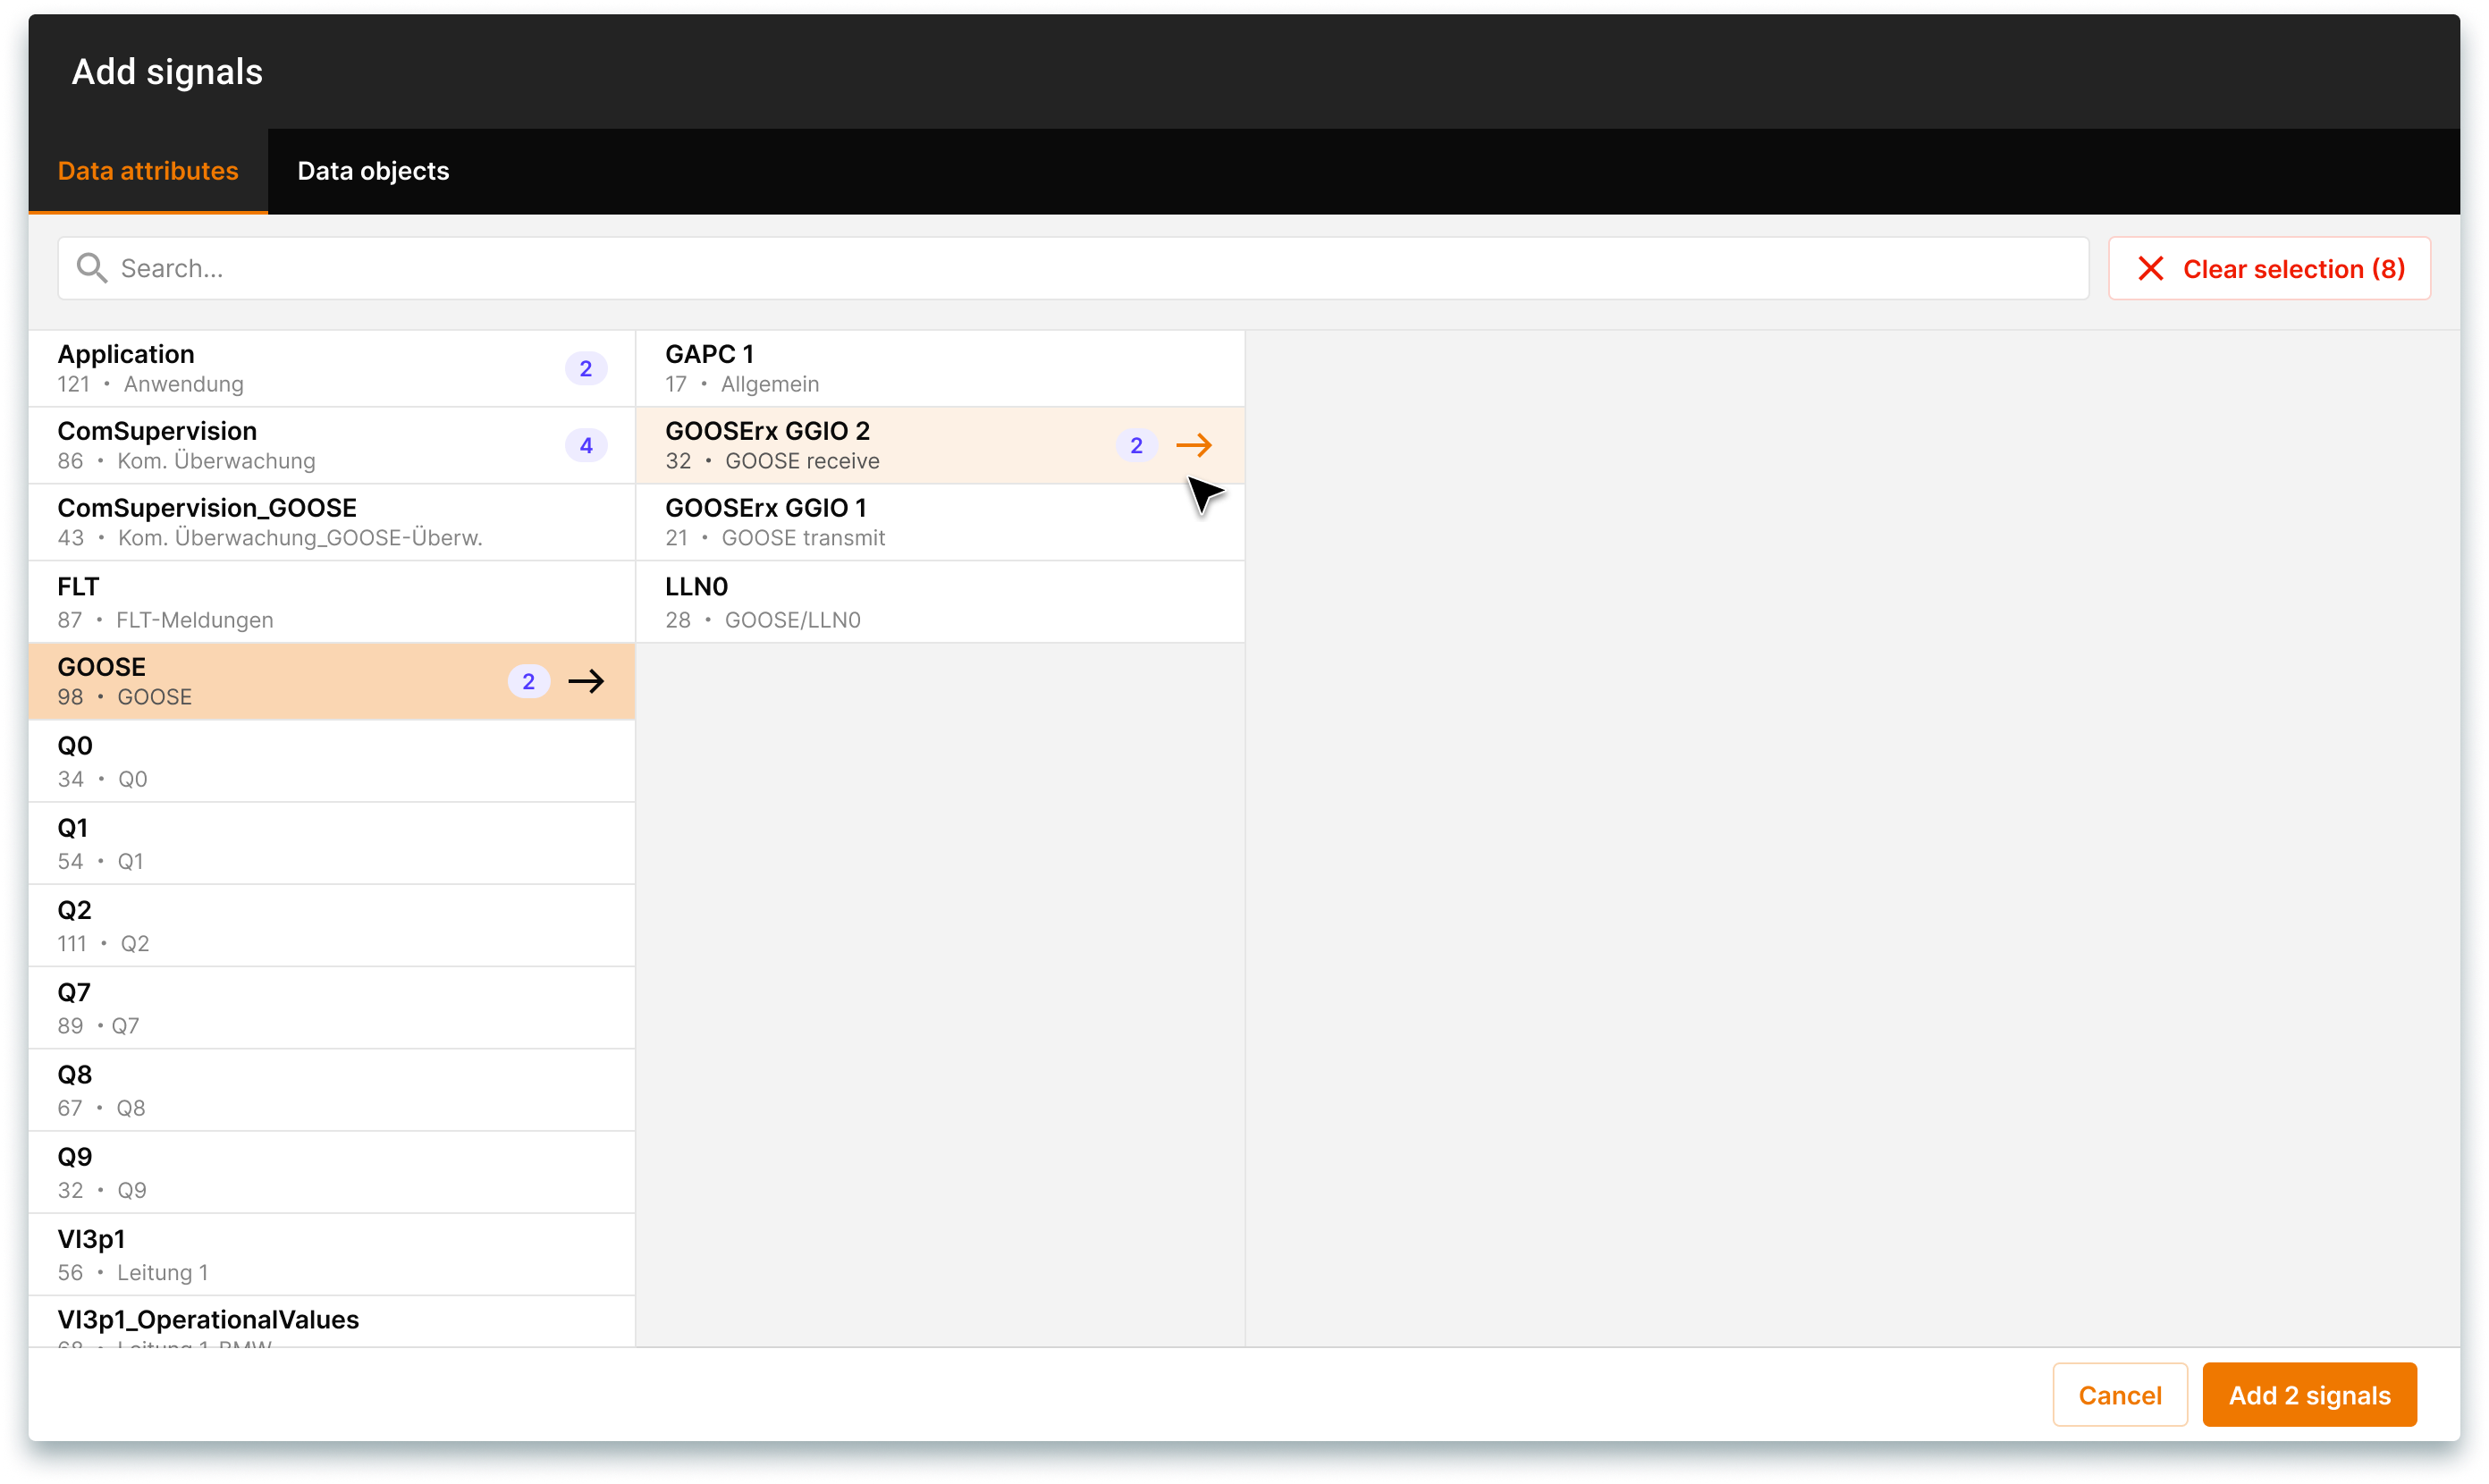 Add signals
Data attributes
Data objects
Search...
Clear selection (8)
Application
2
121 • Anwendung
ComSupervision
4
86 • Kom. Überwachung
ComSupervision_GOOSE
43 • Kom. Überwachung_GOOSE-Überw.
FLT
87 • FLT-Meldungen
GOOSE
2
98 • GOOSE
Q0
34 • Q0
Q1
54 • Q1
Q2
111 • Q2
Q7
89 • Q7
Q8
67 • Q8
Q9
32 • Q9
VI3p1
56 • Leitung 1
VI3p1_OperationalValues
GAPC 1
17 • Allgemein
GOOSErx GGIO 2
2
32 • GOOSE receive
GOOSErx GGIO 1
21 • GOOSE transmit
LLN0
28 • GOOSE/LLN0
Cancel
Add 2 signals